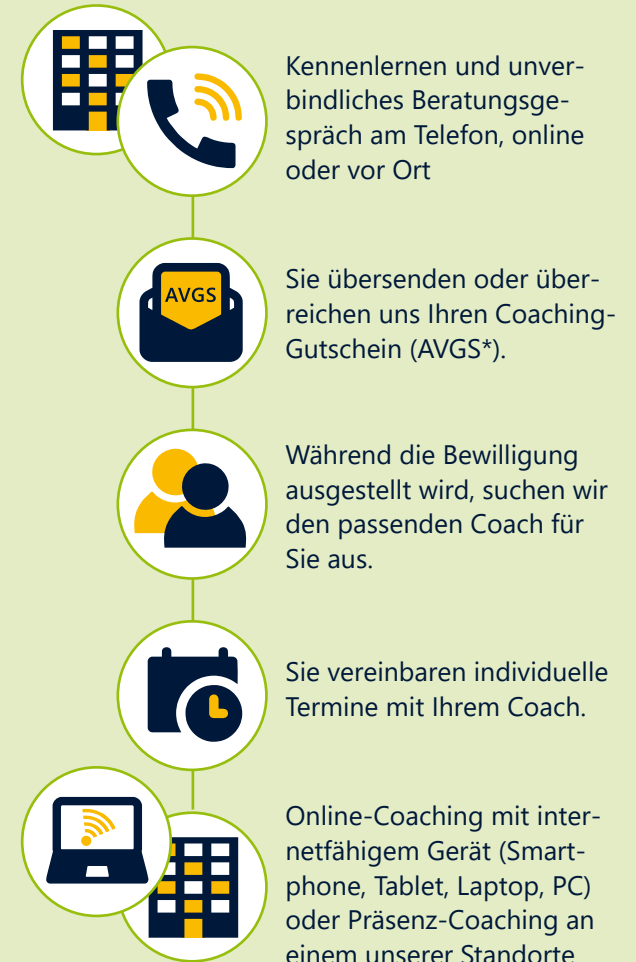 Kennenlernen und unver-
bindliches Beratungsge-
spräch am Telefon, online
oder vor Ort
AVGS
Sie übersenden oder über-
reichen uns Ihren Coaching-
Gutschein (AVGS*).
Während die Bewilligung
ausgestellt wird, suchen wir
den passenden Coach für
Sie aus.
Sie vereinbaren individuelle
Termine mit Ihrem Coach.
Online-Coaching mit inter-
netfähigem Gerät (Smart-
phone, Tablet, Laptop, PC)
oder Präsenz-Coaching an
einem unserer Standorte